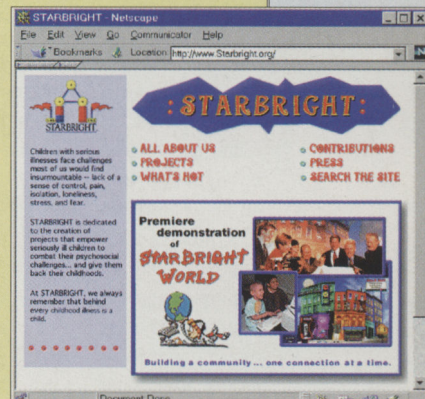 STARBRIGHT - Netscape
File Edit View Go Communicator Help
Bookmarks Location http://www.Starbright.org/
STARBRIGHT
Children with serious
illnesses face challenges
most of us would find
insurmountable – lack of a
sense of control, pain,
isolation, loneliness,
stress, and fear.
STARBRIGHT is dedicated
to the creation of
projects that empower
seriously ill children to
combat their psychosocial
challenges... and give them
back their childhoods.
At STARBRIGHT, we always
remember that behind
every childhood illness is a
child.
:STARBRIGHT:
ALL ABOUT US
PROJECTS
WHAT'S HOT
CONTRIBUTIONS
PRESS
SEARCH THE SITE
Premiere
demonstration
of
STARBRIGHT
WORLD
Building a community ... one connection at a time.
Document Done